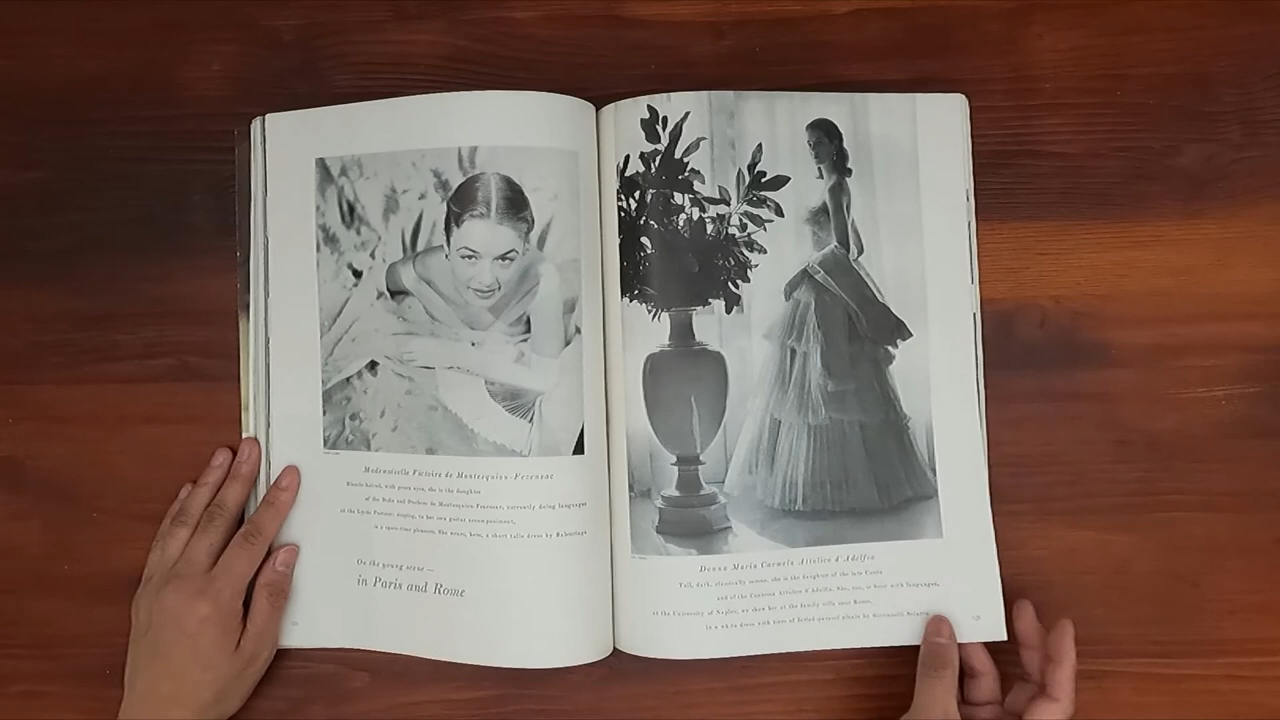 Mademoiselle Victoire de Montesquiou-Fezensac
Blonde-haired, with green eyes, she is the daughter
of the Duke and Duchess de Montesquiou-Fezensac, currently doing languages
at the Lycée Pasteur; singing, to her own guitar accompaniment,
is a spare-time pleasure. She wears, here, a short tulle dress by Balenciaga
On the young scene —
in Paris and Rome
Donna Maria Carmela Attolico d'Adelfia
Tall, dark, classically serene, she is the daughter of the late Conte
and of the Contessa Attolico d'Adelfia. She, too, is busy with languages,
at the University of Naples; we show her at the family villa near Rome,
in a white dress with tiers of